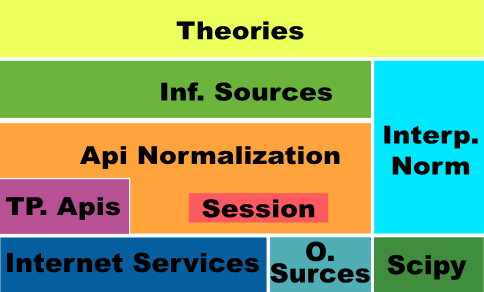 Theories
Inf. Sources
Interp.
Norm
Api Normalization
TP. Apis
Session
Internet Services
O.
Surces
Scipy